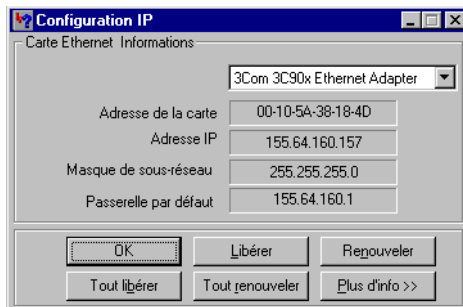 Configuration IP
Carte Ethernet Informations
3Com 3C90x Ethernet Adapter
Adresse de la carte 00-10-5A-38-18-4D
Adresse IP 155.64.160.157
Masque de sous-réseau 255.255.255.0
Passerelle par défaut 155.64.160.1
OK Libérer Renouveler
Tout libérer Tout renouveler Plus d'info >>